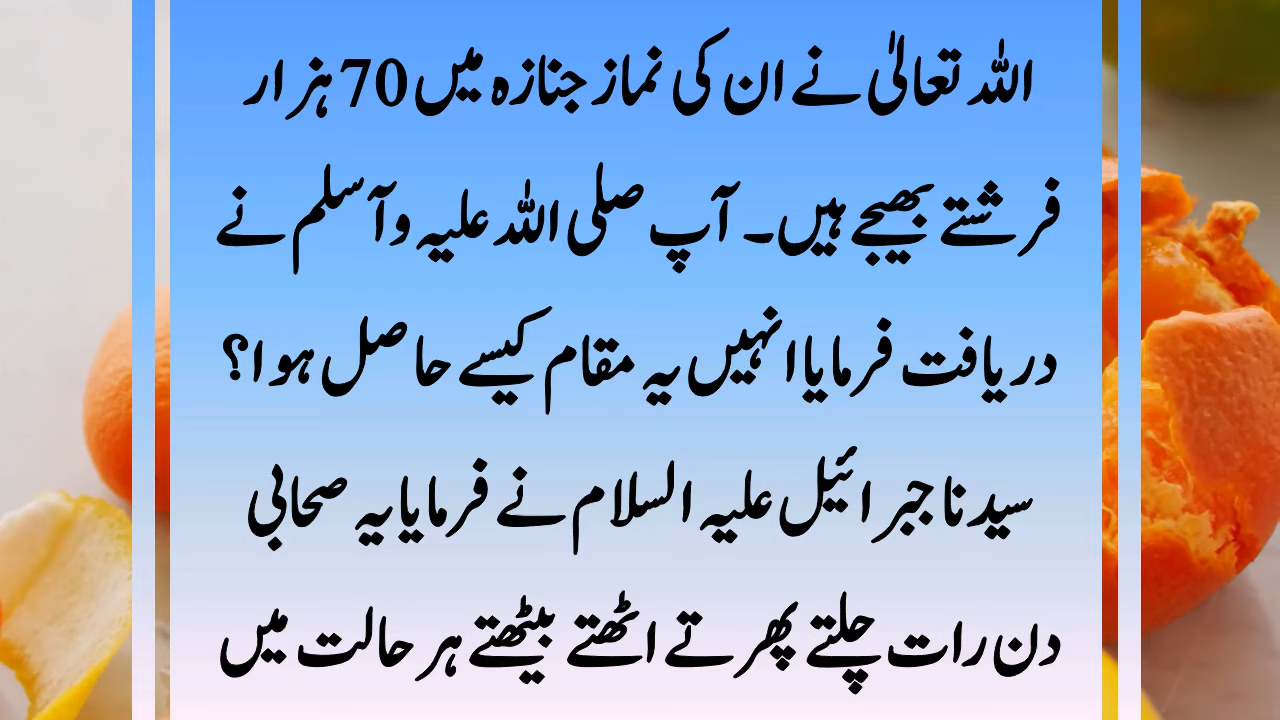 اللہ تعالیٰ نے ان کی نماز جنازہ میں 70 ہزار
فرشتے بھیجے ہیں۔ آپ صلی اللہ علیہ وآسلم نے
دریافت فرمایا انہیں یہ مقام کیسے حاصل ہوا؟
سیدنا جبرائیل علیہ السلام نے فرمایا یہ صحابی
دن رات چلتے پھرتے اٹھتے بیٹھتے ہر حالت میں